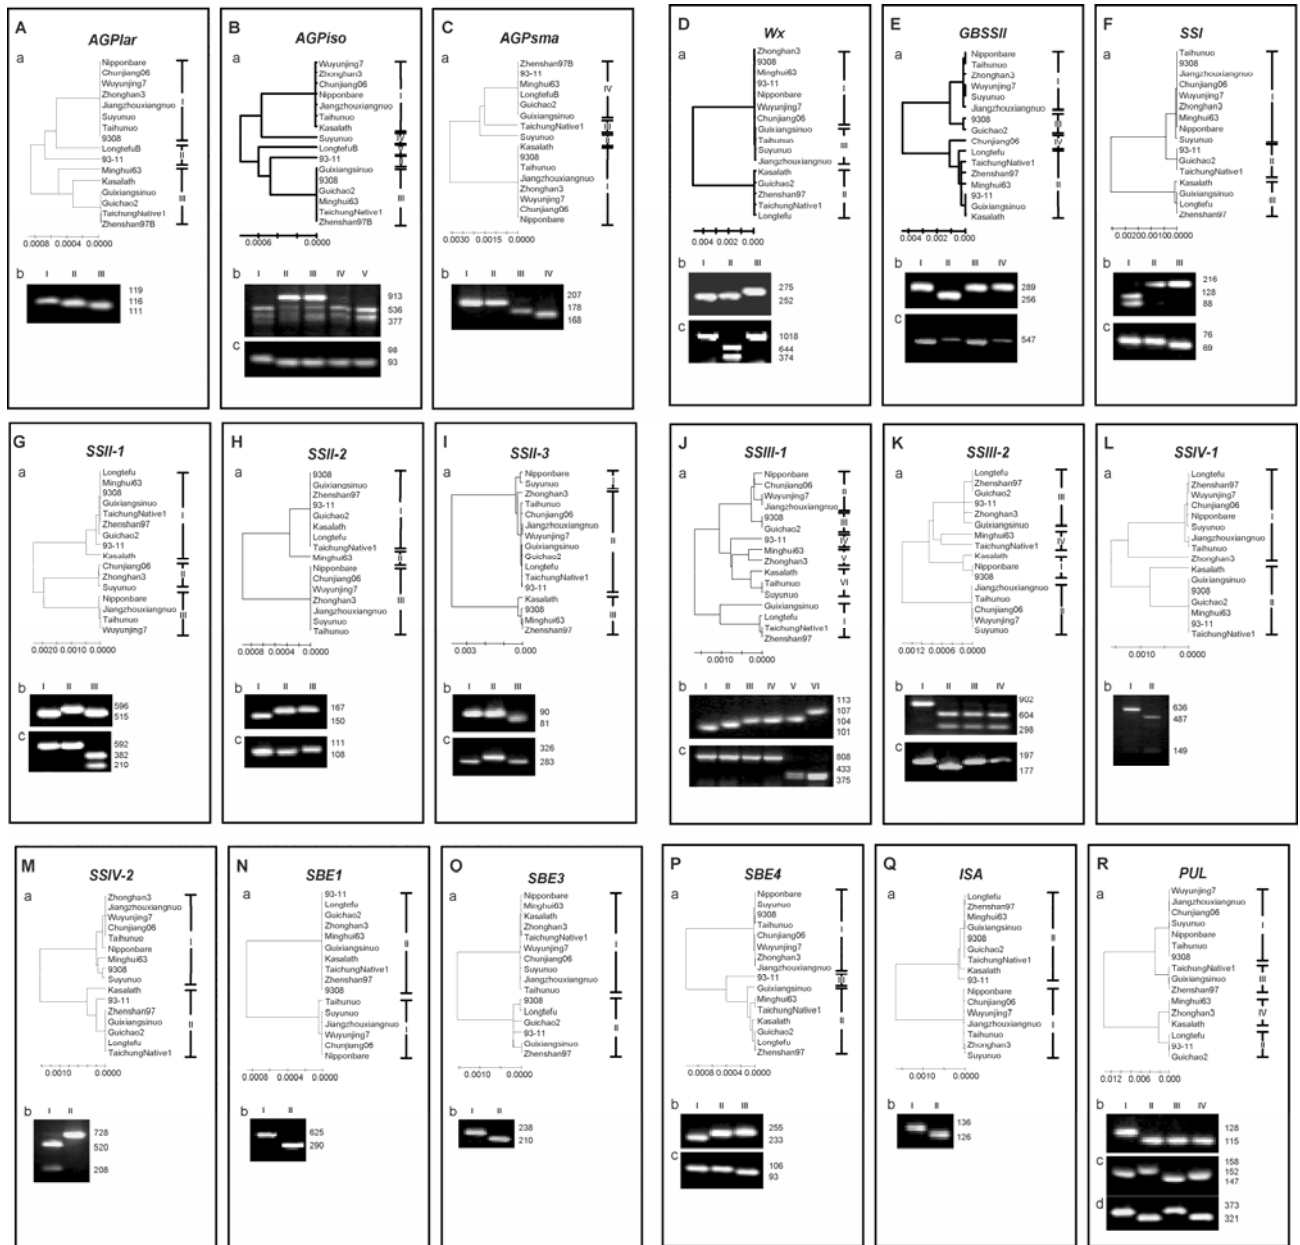 A
AGPlar
a
Nipponbare
Chunjiang06
Wuyunjing7
Zhonghan3
Jiangzhouxiangnuo
Suyunuo
Taihunuo
9308
LongtefuB
93-11
Minghui63
Kasalath
Guixiangsinuo
Guichao2
TaichungNative1
Zhenshan97B
I
II
III
0.0008 0.0004 0.0000
b
I II III
119
116
111
B
AGPiso
a
Wuyunjing7
Zhonghan3
Chunjiang06
Nipponbare
Jiangzhouxiangnuo
Taihunuo
Kasalath
Suyunuo
LongtefuB
93-11
Guixiangsinuo
9308
Guichao2
Minghui63
TaichungNative1
Zhenshan97B
I
IV
III
0.0006 0.0000
b
I II III IV V
913
536
377
c
98
93
C
AGPsma
a
Zhenshan97B
93-11
Minghui63
LongtefuB
Guichao2
Guixiangsinuo
TaichungNative1
Suyunuo
Kasalath
9308
Taihunuo
Jiangzhouxiangnuo
Zhonghan3
Wuyunjing7
Chunjiang06
Nipponbare
IV
III
I
0.0030 0.0015 0.0000
b
I II III IV
207
178
168
D
Wx
a
Zhonghan3
9308
Minghui63
93-11
Nipponbare
Wuyunjing7
Chunjiang06
Guixiangsinuo
Taihunuo
Suyunuo
Jiangzhouxiangnuo
Kasalath
Guichao2
Zhenshan97
TaichungNative1
Longtefu
I
III
II
0.004 0.002 0.000
b
I II III
275
252
c
1018
644
374
E
GBSSII
a
Nipponbare
Taihunuo
Zhonghan3
Wuyunjing7
Suyunuo
Jiangzhouxiangnuo
9308
Guichao2
Chunjiang06
Longtefu
TaichungNative1
Zhenshan97
Minghui63
93-11
Guixiangsinuo
Kasalath
I
III
IV
II
0.004 0.002 0.000
b
I II III IV
289
256
c
547
F
SSI
a
Taihunuo
9308
Jiangzhouxiangnuo
Chunjiang06
Wuyunjing7
Zhonghan3
Minghui63
Nipponbare
Suyunuo
93-11
Guichao2
TaichungNative1
Kasalath
Guixiangsinuo
Longtefu
Zhenshan97
I
II
III
0.0020 0.0010 0.0000
b
I II III
216
128
88
c
76
69
G
SSII-1
a
Longtefu
Minghui63
9308
Guixiangsinuo
TaichungNative1
Zhenshan97
Guichao2
93-11
Kasalath
Chunjiang06
Zhonghan3
Suyunuo
Nipponbare
Jiangzhouxiangnuo
Taihunuo
Wuyunjing7
I
II
III
0.0020 0.0010 0.0000
b
I II III
596
515
c
592
382
210
H
SSII-2
a
9308
Guixiangsinuo
Zhenshan97
93-11
Guichao2
Kasalath
Longtefu
TaichungNative1
Minghui63
Nipponbare
Chunjiang06
Wuyunjing7
Zhonghan3
Jiangzhouxiangnuo
Suyunuo
Taihunuo
I
II
III
0.0008 0.0004 0.0000
b
I II III
167
150
c
111
108
I
SSII-3
a
Nipponbare
Suyunuo
Zhonghan3
Taihunuo
Chunjiang06
Jiangzhouxiangnuo
Wuyunjing7
Guixiangsinuo
Guichao2
Longtefu
TaichungNative1
93-11
Kasalath
9308
Minghui63
Zhenshan97
I
II
III
0.003 0.000
b
I II III
90
81
c
326
283
J
SSIII-1
a
Nipponbare
Chunjiang06
Wuyunjing7
Jiangzhouxiangnuo
9308
Guichao2
93-11
Minghui63
Zhonghan3
Kasalath
Taihunuo
Suyunuo
Guixiangsinuo
Longtefu
TaichungNative1
Zhenshan97
II
III
IV
V
VI
I
0.0010 0.0000
b
I II III IV V VI
113
107
104
101
c
808
433
375
K
SSIII-2
a
Longtefu
Zhenshan97
Guichao2
93-11
Zhonghan3
Guixiangsinuo
Minghui63
TaichungNative1
Kasalath
Nipponbare
9308
Jiangzhouxiangnuo
Taihunuo
Chunjiang06
Wuyunjing7
Suyunuo
III
IV
I
II
0.0012 0.0006 0.0000
b
I II III IV
902
604
298
c
197
177
L
SSIV-1
a
Longtefu
Zhenshan97
Wuyunjing7
Chunjiang06
Nipponbare
Suyunuo
Jiangzhouxiangnuo
Taihunuo
Zhonghan3
Kasalath
Guixiangsinuo
9308
Guichao2
Minghui63
93-11
TaichungNative1
I
II
0.0010 0.0000
b
I II
636
487
149
M
SSIV-2
a
Zhonghan3
Jiangzhouxiangnuo
Wuyunjing7
Chunjiang06
Taihunuo
Nipponbare
Minghui63
9308
Suyunuo
Kasalath
93-11
Zhenshan97
Guixiangsinuo
Guichao2
Longtefu
TaichungNative1
I
II
0.0010 0.0000
b
I II
728
520
208
N
SBE1
a
93-11
Longtefu
Guichao2
Zhonghan3
Minghui63
Guixiangsinuo
Kasalath
TaichungNative1
Zhenshan97
9308
Taihunuo
Suyunuo
Jiangzhouxiangnuo
Wuyunjing7
Chunjiang06
Nipponbare
II
I
0.0008 0.0004 0.0000
b
I II
625
290
O
SBE3
a
Nipponbare
Minghui63
Kasalath
Zhonghan3
TaichungNative1
Wuyunjing7
Chunjiang06
Suyunuo
Jiangzhouxiangnuo
Taihunuo
9308
Longtefu
Guichao2
93-11
Guixiangsinuo
Zhenshan97
I
II
0.0010 0.0000
b
I II
238
210
P
SBE4
a
Nipponbare
Suyunuo
9308
Taihunuo
Chunjiang06
Wuyunjing7
Zhonghan3
Jiangzhouxiangnuo
93-11
Guixiangsinuo
Minghui63
TaichungNative1
Kasalath
Guichao2
Longtefu
Zhenshan97
I
III
II
0.0008 0.0004 0.0000
b
I II III
255
233
c
106
93
Q
ISA
a
Longtefu
Zhenshan97
Minghui63
Guixiangsinuo
9308
Guichao2
TaichungNative1
Kasalath
93-11
Nipponbare
Chunjiang06
Wuyunjing7
Jiangzhouxiangnuo
Taihunuo
Zhonghan3
Suyunuo
II
I
0.0010 0.0000
b
I II
136
126
R
PUL
a
Wuyunjing7
Jiangzhouxiangnuo
Chunjiang06
Suyunuo
Nipponbare
Taihunuo
9308
TaichungNative1
Guixiangsinuo
Zhenshan97
Minghui63
Zhonghan3
Kasalath
Longtefu
93-11
Guichao2
I
III
IV
II
0.012 0.006 0.000
b
I II III IV
128
115
c
158
152
147
d
373
321